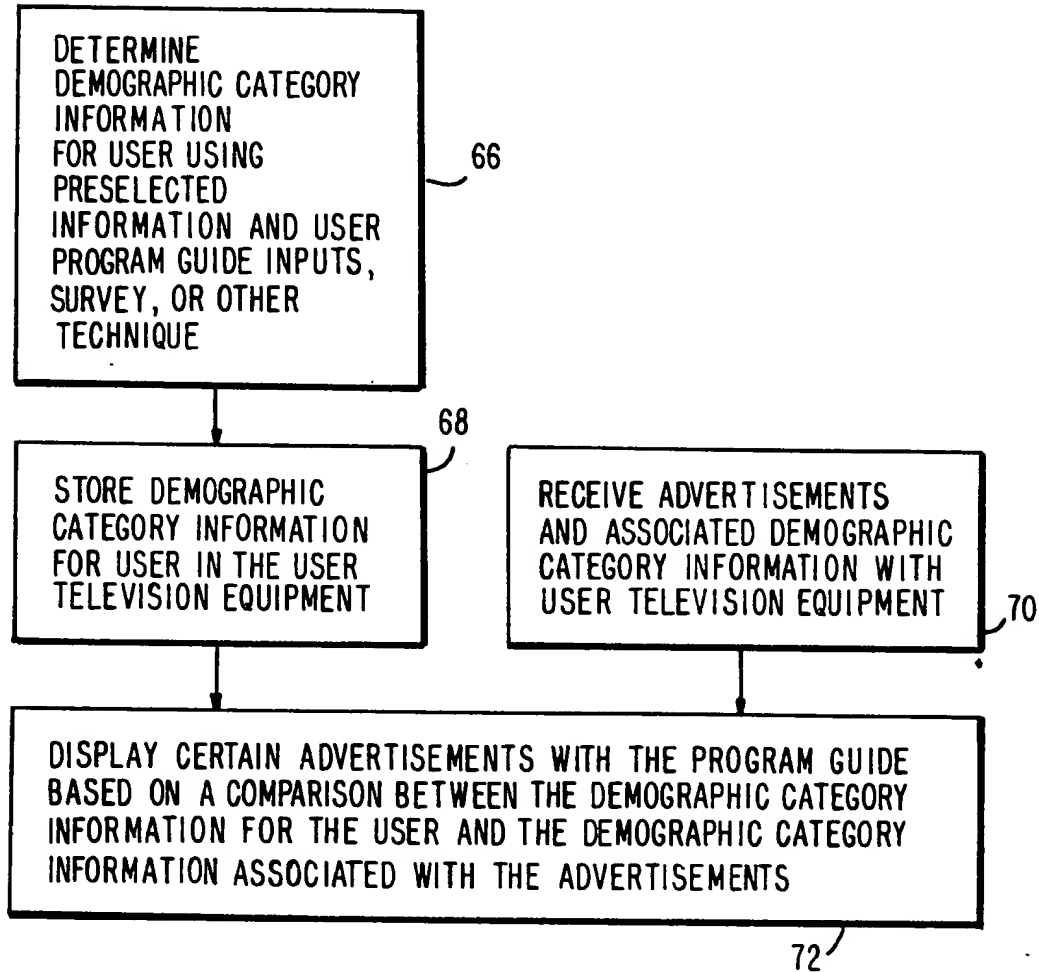 DETERMINE
DEMOGRAPHIC CATEGORY
INFORMATION
FOR USER USING
PRESELECTED
INFORMATION AND USER
PROGRAM GUIDE INPUTS,
SURVEY, OR OTHER
TECHNIQUE
66
STORE DEMOGRAPHIC
CATEGORY INFORMATION
FOR USER IN THE USER
TELEVISION EQUIPMENT
68
RECEIVE ADVERTISEMENTS
AND ASSOCIATED DEMOGRAPHIC
CATEGORY INFORMATION WITH
USER TELEVISION EQUIPMENT
70
DISPLAY CERTAIN ADVERTISEMENTS WITH THE PROGRAM GUIDE
BASED ON A COMPARISON BETWEEN THE DEMOGRAPHIC CATEGORY
INFORMATION FOR THE USER AND THE DEMOGRAPHIC CATEGORY
INFORMATION ASSOCIATED WITH THE ADVERTISEMENTS
72